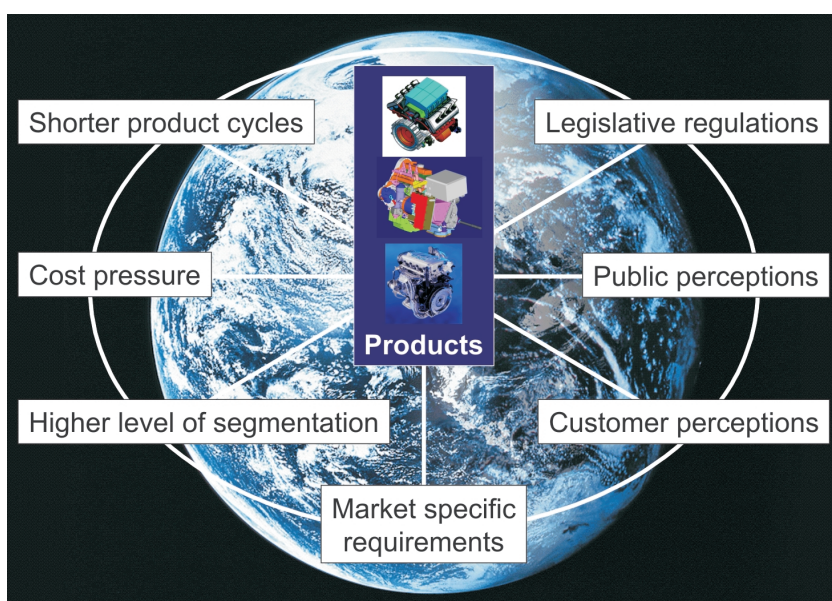 Shorter product cycles
Legislative regulations
Cost pressure
Public perceptions
Products
Higher level of segmentation
Customer perceptions
Market specific
requirements